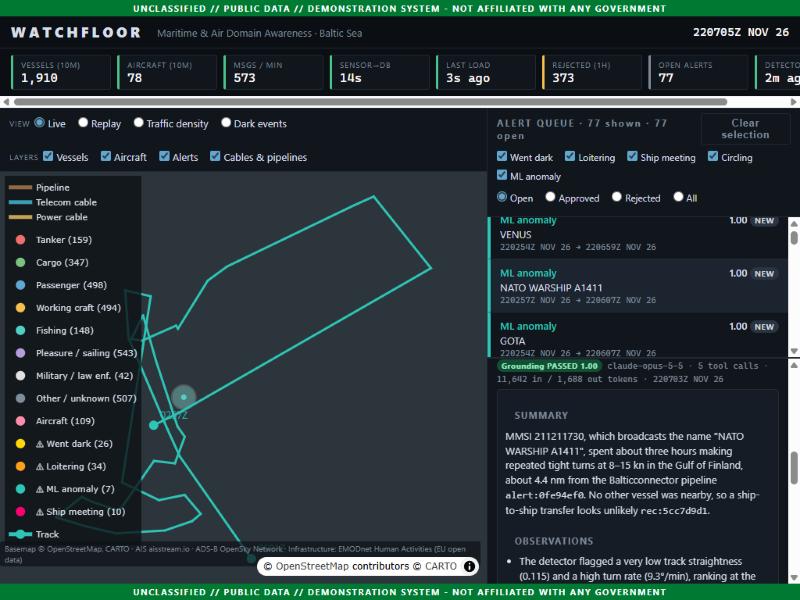 UNCLASSIFIED // PUBLIC DATA // DEMONSTRATION SYSTEM - NOT AFFILIATED WITH ANY GOVERNMENT
WATCHFLOOR
Maritime & Air Domain Awareness · Baltic Sea
220705Z NOV 26
VESSELS (10M)
1,910
AIRCRAFT (10M)
78
MSGS / MIN
573
SENSOR→DB
14s
LAST LOAD
3s ago
REJECTED (1H)
373
OPEN ALERTS
77
2m ag
VIEW Live Replay Traffic density Dark events
LAYERS Vessels Aircraft Alerts Cables & pipelines
Pipeline
Telecom cable
Power cable
Tanker (159)
Cargo (347)
Passenger (498)
Working craft (494)
Fishing (148)
Pleasure / sailing (543)
Military / law enf. (42)
Other / unknown (507)
Aircraft (109)
⚠ Went dark (26)
⚠ Loitering (34)
⚠ ML anomaly (7)
⚠ Ship meeting (10)
Track
Basemap © OpenStreetMap, CARTO · AIS aisstream.io · ADS-B OpenSky Network · Infrastructure: EMODnet Human Activities (EU open
data)
© OpenStreetMap contributors © CARTO
ALERT QUEUE · 77 shown · 77
open
Clear
selection
Went dark Loitering Ship meeting Circling
ML anomaly
Open Approved Rejected All
ML anomaly 1.00 NEW
VENUS
220254Z NOV 26 → 220659Z NOV 26
ML anomaly 1.00 NEW
NATO WARSHIP A1411
220257Z NOV 26 → 220607Z NOV 26
ML anomaly 1.00 NEW
GOTA
220254Z NOV 26 → 220607Z NOV 26
Grounding PASSED 1.00 claude-opus-5-5 · 5 tool calls ·
11,642 in / 1,688 out tokens · 220703Z NOV 26
SUMMARY
MMSI 211211730, which broadcasts the name "NATO
WARSHIP A1411", spent about three hours making
repeated tight turns at 8–15 kn in the Gulf of Finland,
about 4.4 nm from the Balticconnector pipeline
alert:0fe94ef0. No other vessel was nearby, so a ship-
to-ship transfer looks unlikely rec:5cc7d9d1.
OBSERVATIONS
• The detector flagged a very low track straightness
(0.115) and a high turn rate (9.3°/min), ranking at the
UNCLASSIFIED // PUBLIC DATA // DEMONSTRATION SYSTEM - NOT AFFILIATED WITH ANY GOVERNMENT